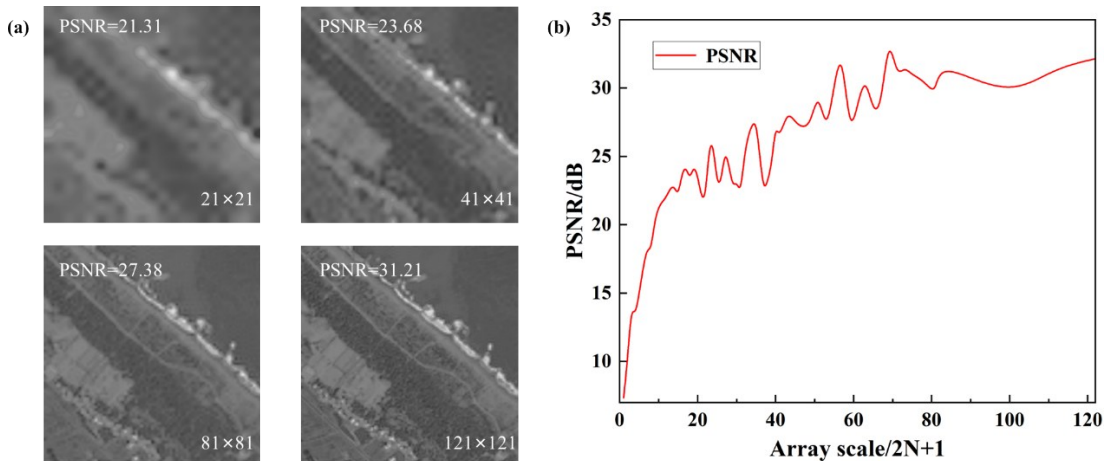 (a)
PSNR=21.31
21×21
PSNR=23.68
41×41
PSNR=27.38
81×81
PSNR=31.21
121×121
(b)
35
30
25
20
15
10
PSNR/dB
PSNR
0 20 40 60 80 100 120
Array scale/2N+1